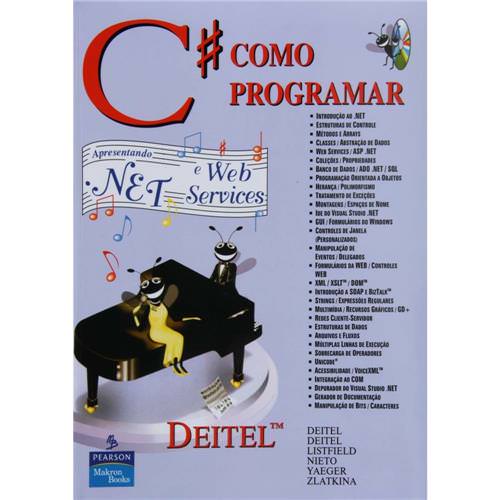 C# COMO
PROGRAMAR
Apresentando
.NET
e Web
Services
▪ INTRODUÇÃO AO .NET
▪ ESTRUTURAS DE CONTROLE
▪ MÉTODOS E ARRAYS
▪ CLASSES / ABSTRAÇÃO DE DADOS
▪ WEB SERVICES / ASP .NET
▪ COLEÇÕES / PROPRIEDADES
▪ BANCO DE DADOS / ADO .NET / SQL
▪ PROGRAMAÇÃO ORIENTADA A OBJETOS
▪ HERANÇA / POLIMORFISMO
▪ TRATAMENTO DE EXCEÇÕES
▪ MONTAGENS / ESPAÇOS DE NOME
▪ IDE DO VISUAL STUDIO .NET
▪ GUI / FORMULÁRIOS DO WINDOWS
▪ CONTROLES DE JANELA
(PERSONALIZADOS)
▪ MANIPULAÇÃO DE
EVENTOS / DELEGADOS
▪ FORMULÁRIOS DA WEB / CONTROLES
WEB
▪ XML / XSLT™ / DOM™
▪ INTRODUÇÃO A SOAP E BIZTALK™
▪ STRINGS / EXPRESSÕES REGULARES
▪ MULTIMÍDIA / RECURSOS GRÁFICOS / GD +
▪ REDES CLIENTE-SERVIDOR
▪ ESTRUTURAS DE DADOS
▪ ARQUIVOS E FLUXOS
▪ MÚLTIPLAS LINHAS DE EXECUÇÃO
▪ SOBRECARGA DE OPERADORES
▪ UNICODE®
▪ ACESSIBILIDADE / VOICEXML™
▪ INTEGRAÇÃO AO COM
▪ DEPURADOR DO VISUAL STUDIO .NET
▪ GERADOR DE DOCUMENTAÇÃO
▪ MANIPULAÇÃO DE BITS / CARACTERES
DEITEL™
DEITEL
DEITEL
LISTFIELD
NIETO
YAEGER
ZLATKINA
PEARSON
Makron
Books